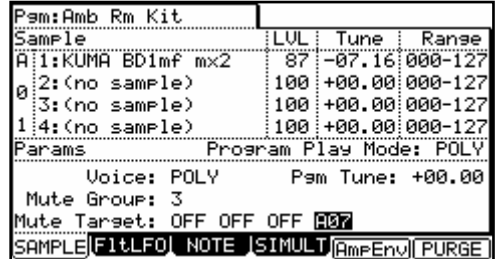 Pgm:Amb Rm Kit
Sample LVL Tune Range
A 1:KUMA BD1mf mx2 87 -07.16 000-127
0 2:(no sample) 100 +00.00 000-127
3:(no sample) 100 +00.00 000-127
1 4:(no sample) 100 +00.00 000-127
Params Program Play Mode: POLY
Voice: POLY Pgm Tune: +00.00
Mute Group: 3
Mute Target: OFF OFF OFF A07
SAMPLE FltLFO NOTE SIMULT AmpEnv PURGE